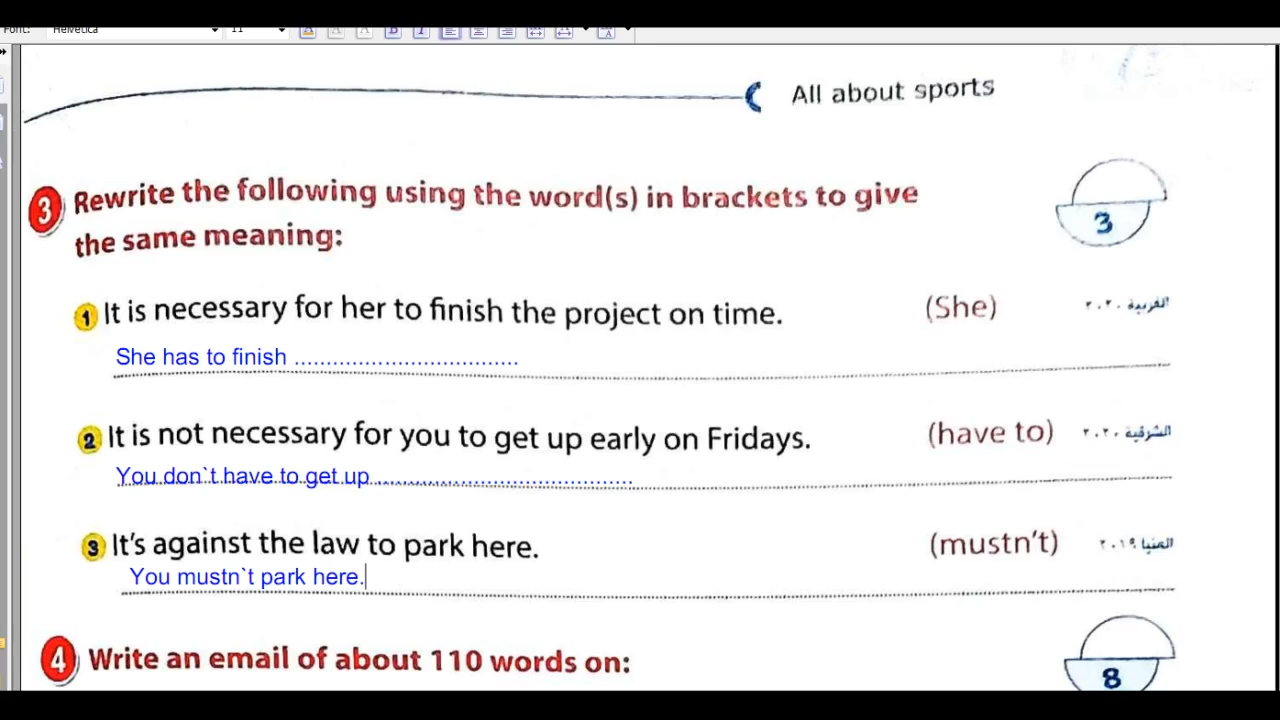 Font: Helvetica 11
All about sports
3 Rewrite the following using the word(s) in brackets to give
the same meaning:
3
1 It is necessary for her to finish the project on time. (She) الغربية ٢٠٢٠
She has to finish ...................................
2 It is not necessary for you to get up early on Fridays. (have to) الشرقية ٢٠٢٠
You don`t have to get up ........................................
3 It's against the law to park here. (mustn't) المنيا ٢٠١٩
You mustn`t park here.
4 Write an email of about 110 words on:
8